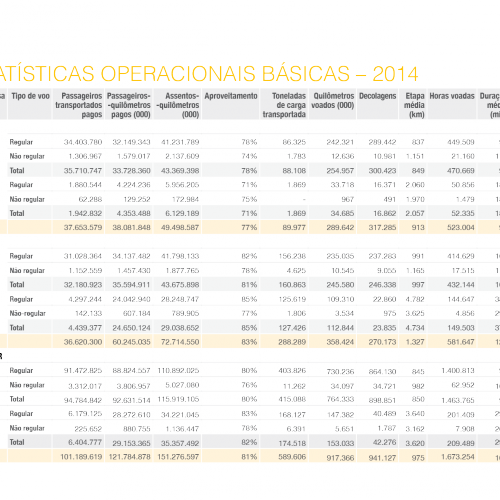 ATÍSTICAS OPERACIONAIS BÁSICAS – 2014
sa Tipo de voo Passageiros transportados pagos Passageiros-quilômetros pagos (000) Assentos-quilômetros (000) Aproveitamento Toneladas de carga transportada Quilômetros voados (000) Decolagens Etapa média (km) Horas voadas Duraç méd (mi
Regular 34.403.780 32.149.343 41.231.789 78% 86.325 242.321 289.442 837 449.509
Não regular 1.306.967 1.579.017 2.137.609 74% 1.783 12.636 10.981 1.151 21.160
Total 35.710.747 33.728.360 43.369.398 78% 88.108 254.957 300.423 849 470.669
Regular 1.880.544 4.224.236 5.956.205 71% 1.869 33.718 16.371 2.060 50.856
Não regular 62.288 129.252 172.984 75% - 967 491 1.970 1.479
Total 1.942.832 4.353.488 6.129.189 71% 1.869 34.685 16.862 2.057 52.335
37.653.579 38.081.848 49.498.587 77% 89.977 289.642 317.285 913 523.004
Regular 31.028.364 34.137.482 41.798.133 82% 156.238 235.035 237.283 991 414.629
Não regular 1.152.559 1.457.430 1.877.765 78% 4.625 10.545 9.055 1.165 17.515
Total 32.180.923 35.594.911 43.675.898 81% 160.863 245.580 246.338 997 432.144
Regular 4.297.244 24.042.940 28.248.747 85% 125.619 109.310 22.860 4.782 144.647
Não-regular 142.133 607.184 789.905 77% 1.806 3.534 975 3.625 4.856
Total 4.439.377 24.650.124 29.038.652 85% 127.426 112.844 23.835 4.734 149.503
36.620.300 60.245.035 72.714.550 83% 288.289 358.424 270.173 1.327 581.647
R
Regular 91.472.825 88.824.557 110.892.025 80% 403.826 730.236 864.130 845 1.400.813
Não regular 3.312.017 3.806.957 5.027.080 76% 11.262 34.097 34.721 982 62.952
Total 94.784.842 92.631.514 115.919.105 80% 415.088 764.333 898.851 850 1.463.765
Regular 6.179.125 28.272.610 34.221.045 83% 168.127 147.382 40.489 3.640 201.409
Não regular 225.652 880.755 1.136.447 78% 6.391 5.651 1.787 3.162 7.908
Total 6.404.777 29.153.365 35.357.492 82% 174.518 153.033 42.276 3.620 209.489
101.189.619 121.784.878 151.276.597 81% 589.606 917.366 941.127 975 1.673.254